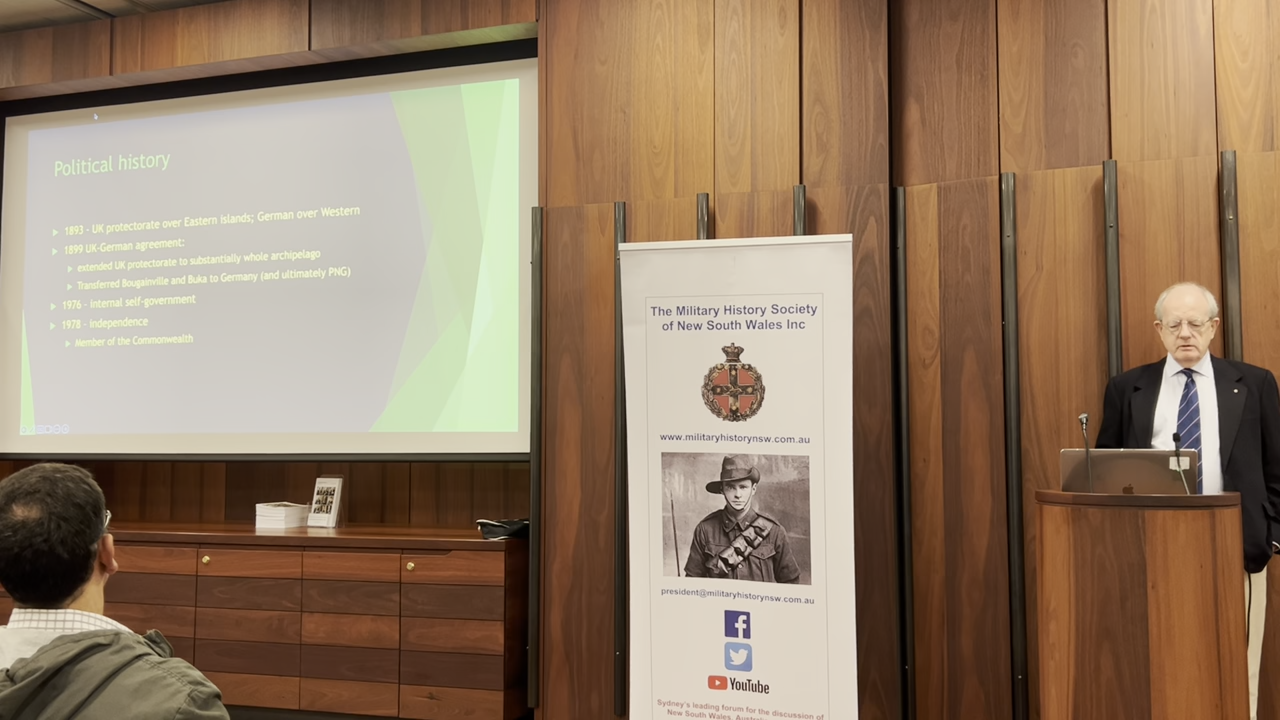 Political history
1893 - UK protectorate over Eastern islands; German over Western
1899 UK-German agreement:
extended UK protectorate to substantially whole archipelago
Transferred Bougainville and Buka to Germany (and ultimately PNG)
1976 - internal self-government
1978 - independence
Member of the Commonwealth
The Military History Society
of New South Wales Inc
www.militaryhistorynsw.com.au
president@militaryhistorynsw.com.au
YouTube
Sydney's leading forum for the discussion of
New South Wales,